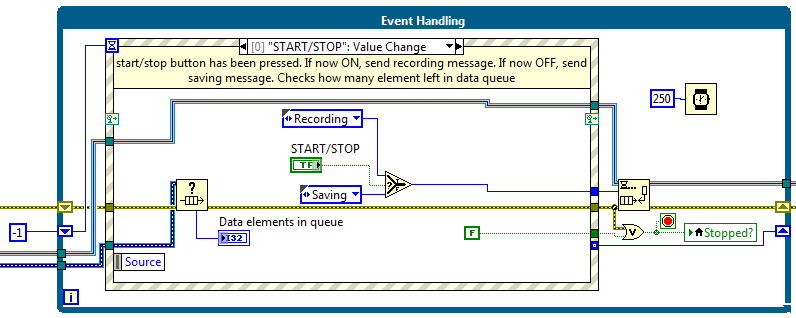 Event Handling
[0] "START/STOP": Value Change
start/stop button has been pressed. If now ON, send recording message. If now OFF, send
saving message. Checks how many element left in data queue
250
Recording
START/STOP
TF
?
Saving
Data elements in queue
-1
I32
F
V
Stopped?
Source
i